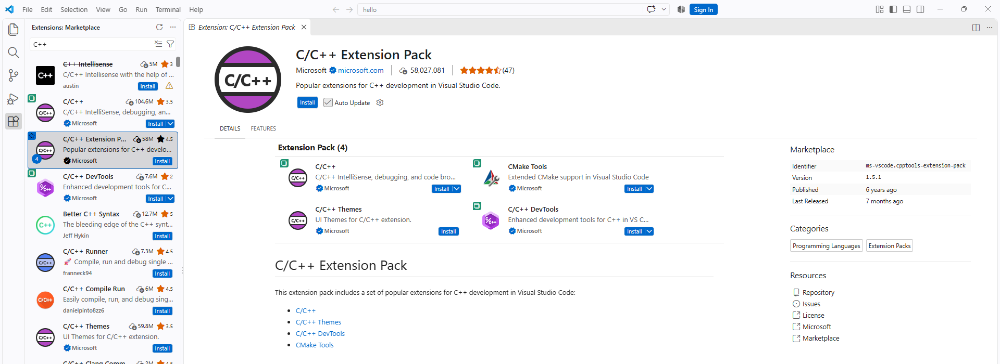 File Edit Selection View Go Run Terminal Help
hello
Sign In
Extensions: Marketplace
C++
C++ Intellisense 5M 3
C/C++ Intellisense with the help of ...
austin Install
C/C++ 104.6M 3.5
C/C++ IntelliSense, debugging, an...
Microsoft Install
C/C++ Extension P... 58M 4.5
Popular extensions for C++ develo...
4 Microsoft Install
C/C++ DevTools 7.6M 2
Enhanced development tools for C...
Microsoft Install
Better C++ Syntax 12.7M 5
The bleeding edge of the C++ synt...
Jeff Hykin Install
C/C++ Runner 7.3M 4.5
🚀 Compile, run and debug single ...
franneck94 Install
C/C++ Compile Run 6M 4.5
Easily compile, run, and debug sing...
danielpinto8zz6 Install
C/C++ Themes 59.8M 3.5
UI Themes for C/C++ extension.
Microsoft Install
C/C++ Clang Comm... 2M 4.5
Extension: C/C++ Extension Pack
C/C++
C/C++ Extension Pack
Microsoft microsoft.com 58,027,081 (47)
Popular extensions for C++ development in Visual Studio Code.
Install Auto Update
DETAILS FEATURES
Extension Pack (4)
C/C++
C/C++ IntelliSense, debugging, and code bro...
Microsoft Install
CMake Tools
Extended CMake support in Visual Studio Code
Microsoft Install
C/C++ Themes
UI Themes for C/C++ extension.
Microsoft Install
C/C++ DevTools
Enhanced development tools for C++ in VS C...
Microsoft Install
C/C++ Extension Pack
This extension pack includes a set of popular extensions for C++ development in Visual Studio Code:
C/C++
C/C++ Themes
C/C++ DevTools
CMake Tools
Marketplace
Identifier ms-vscode.cpptools-extension-pack
Version 1.5.1
Published 6 years ago
Last Released 7 months ago
Categories
Programming Languages Extension Packs
Resources
Repository
Issues
License
Microsoft
Marketplace